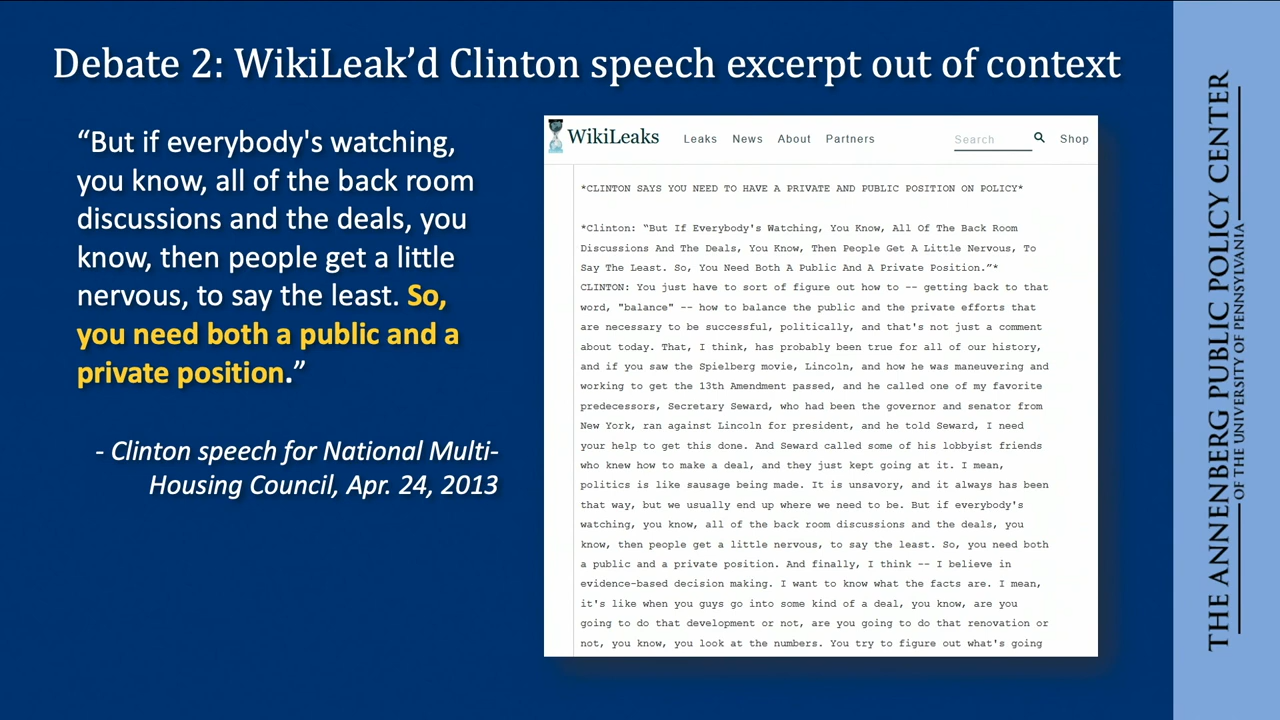 Debate 2: WikiLeak’d Clinton speech excerpt out of context
“But if everybody's watching,
you know, all of the back room
discussions and the deals, you
know, then people get a little
nervous, to say the least. So,
you need both a public and a
private position.”
- Clinton speech for National Multi-
Housing Council, Apr. 24, 2013
WikiLeaks Leaks News About Partners Search Shop
*CLINTON SAYS YOU NEED TO HAVE A PRIVATE AND PUBLIC POSITION ON POLICY*
*Clinton: “But If Everybody's Watching, You Know, All Of The Back Room
Discussions And The Deals, You Know, Then People Get A Little Nervous, To
Say The Least. So, You Need Both A Public And A Private Position.”*
CLINTON: You just have to sort of figure out how to -- getting back to that
word, "balance" -- how to balance the public and the private efforts that
are necessary to be successful, politically, and that's not just a comment
about today. That, I think, has probably been true for all of our history,
and if you saw the Spielberg movie, Lincoln, and how he was maneuvering and
working to get the 13th Amendment passed, and he called one of my favorite
predecessors, Secretary Seward, who had been the governor and senator from
New York, ran against Lincoln for president, and he told Seward, I need
your help to get this done. And Seward called some of his lobbyist friends
who knew how to make a deal, and they just kept going at it. I mean,
politics is like sausage being made. It is unsavory, and it always has been
that way, but we usually end up where we need to be. But if everybody's
watching, you know, all of the back room discussions and the deals, you
know, then people get a little nervous, to say the least. So, you need both
a public and a private position. And finally, I think -- I believe in
evidence-based decision making. I want to know what the facts are. I mean,
it's like when you guys go into some kind of a deal, you know, are you
going to do that development or not, are you going to do that renovation or
not, you know, you look at the numbers. You try to figure out what's going
THE ANNENBERG PUBLIC POLICY CENTER
OF THE UNIVERSITY OF PENNSYLVANIA